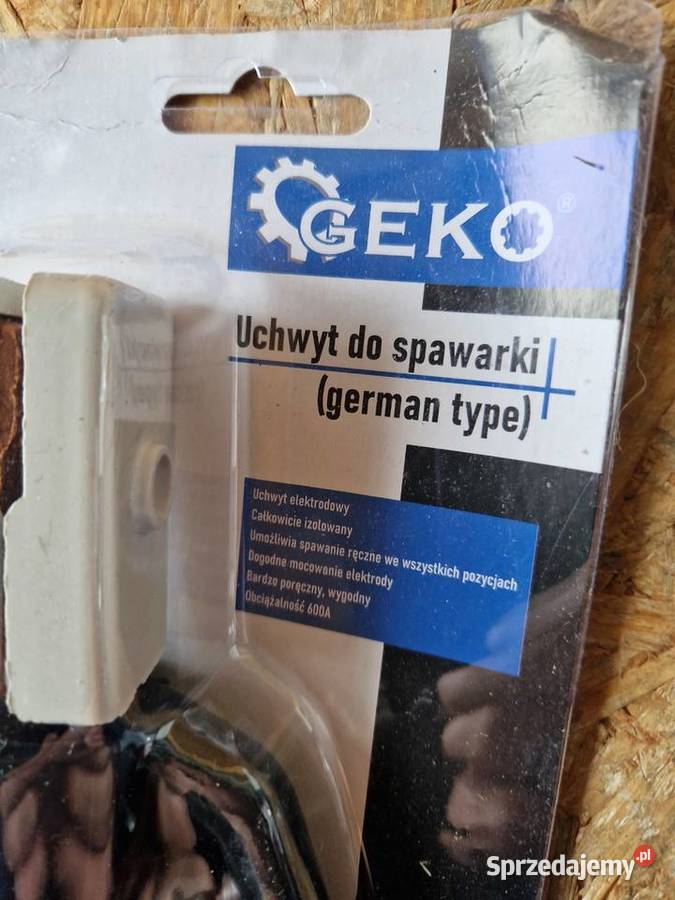 GEKO®
Uchwyt do spawarki
(german type)
Uchwyt elektrodowy
Całkowicie izolowany
Umożliwia spawanie ręczne we wszystkich pozycjach
Dogodne mocowanie elektrody
Bardzo poręczny, wygodny
Obciążalność 600A
Sprzedajemy.pl